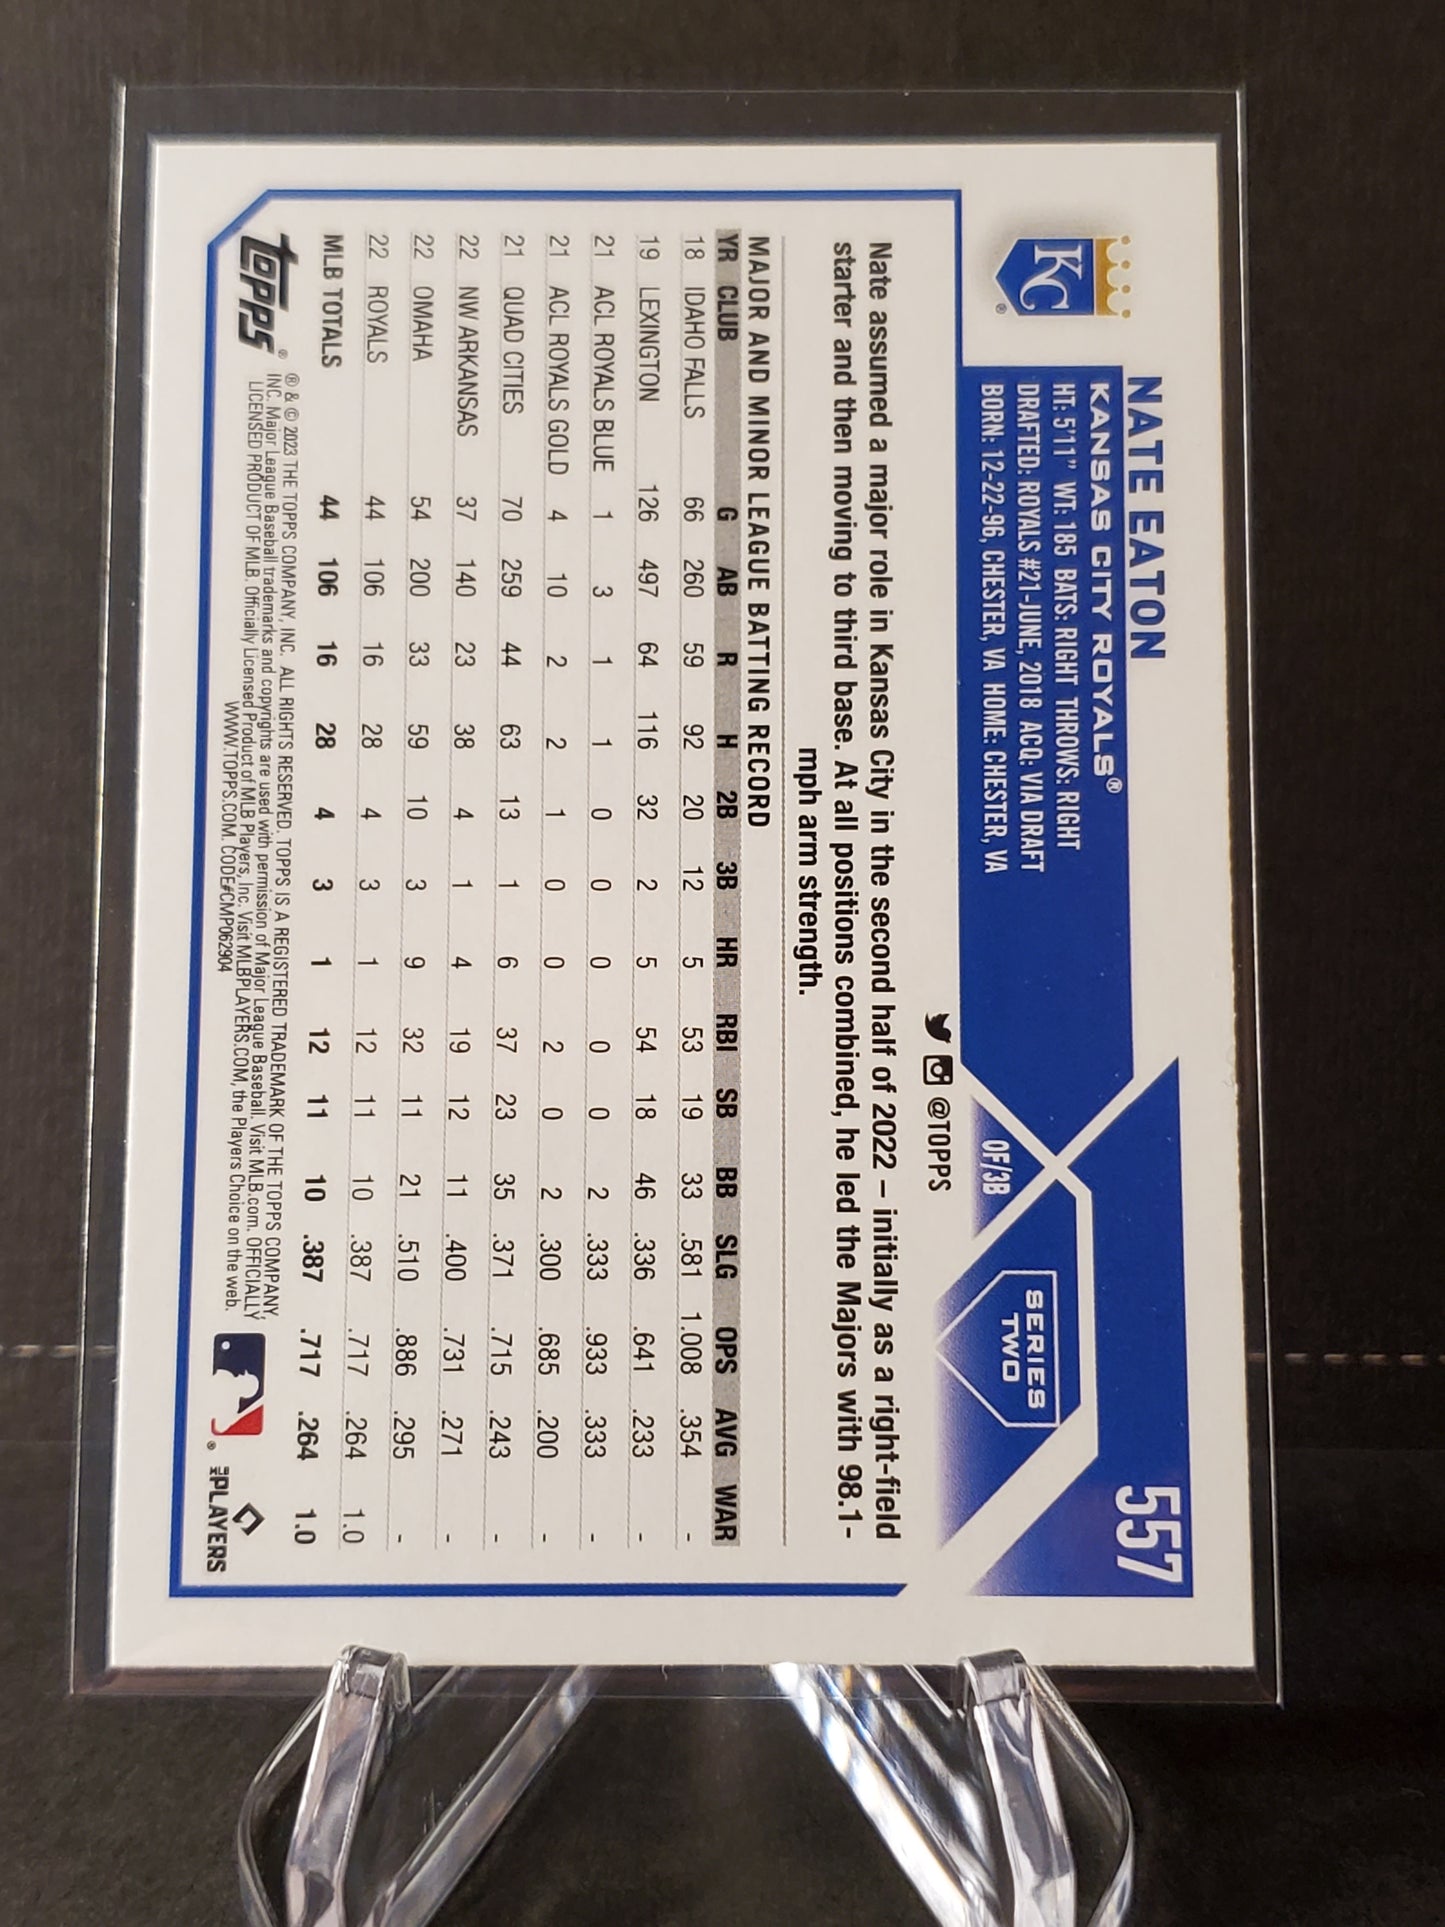 557
NATE EATON
KANSAS CITY ROYALS®
HT: 5'11" WT: 185 BATS: RIGHT THROWS: RIGHT
DRAFTED: ROYALS #21-JUNE, 2018 ACQ: VIA DRAFT
BORN: 12-22-96, CHESTER, VA HOME: CHESTER, VA
KC®
OF/3B
SERIES
TWO
@TOPPS
Nate assumed a major role in Kansas City in the second half of 2022 – initially as a right-field
starter and then moving to third base. At all positions combined, he led the Majors with 98.1-
mph arm strength.
MAJOR AND MINOR LEAGUE BATTING RECORD
YR CLUB G AB R H 2B 3B HR RBI SB BB SLG OPS AVG WAR
18 IDAHO FALLS 66 260 59 92 20 12 5 53 19 33 .581 1.008 .354 -
19 LEXINGTON 126 497 64 116 32 2 5 54 18 46 .336 .641 .233 -
21 ACL ROYALS BLUE 1 3 1 1 0 0 0 0 0 2 .333 .933 .333 -
21 ACL ROYALS GOLD 4 10 2 2 1 0 0 2 0 2 .300 .685 .200 -
21 QUAD CITIES 70 259 44 63 13 1 6 37 23 35 .371 .715 .243 -
22 NW ARKANSAS 37 140 23 38 4 1 4 19 12 11 .400 .731 .271 -
22 OMAHA 54 200 33 59 10 3 9 32 11 21 .510 .886 .295 -
22 ROYALS 44 106 16 28 4 3 1 12 11 10 .387 .717 .264 1.0
MLB TOTALS 44 106 16 28 4 3 1 12 11 10 .387 .717 .264 1.0
topps®
® & © 2023 THE TOPPS COMPANY, INC. ALL RIGHTS RESERVED. TOPPS IS A REGISTERED TRADEMARK OF THE TOPPS COMPANY,
INC. Major League Baseball trademarks and copyrights are used with permission of Major League Baseball. Visit MLB.com. OFFICIALLY
LICENSED PRODUCT OF MLB. Officially Licensed Product of MLB Players, Inc. Visit MLBPLAYERS.COM, the Players Choice on the web.
WWW.TOPPS.COM. CODE#CMP062904
®
MLB PLAYERS